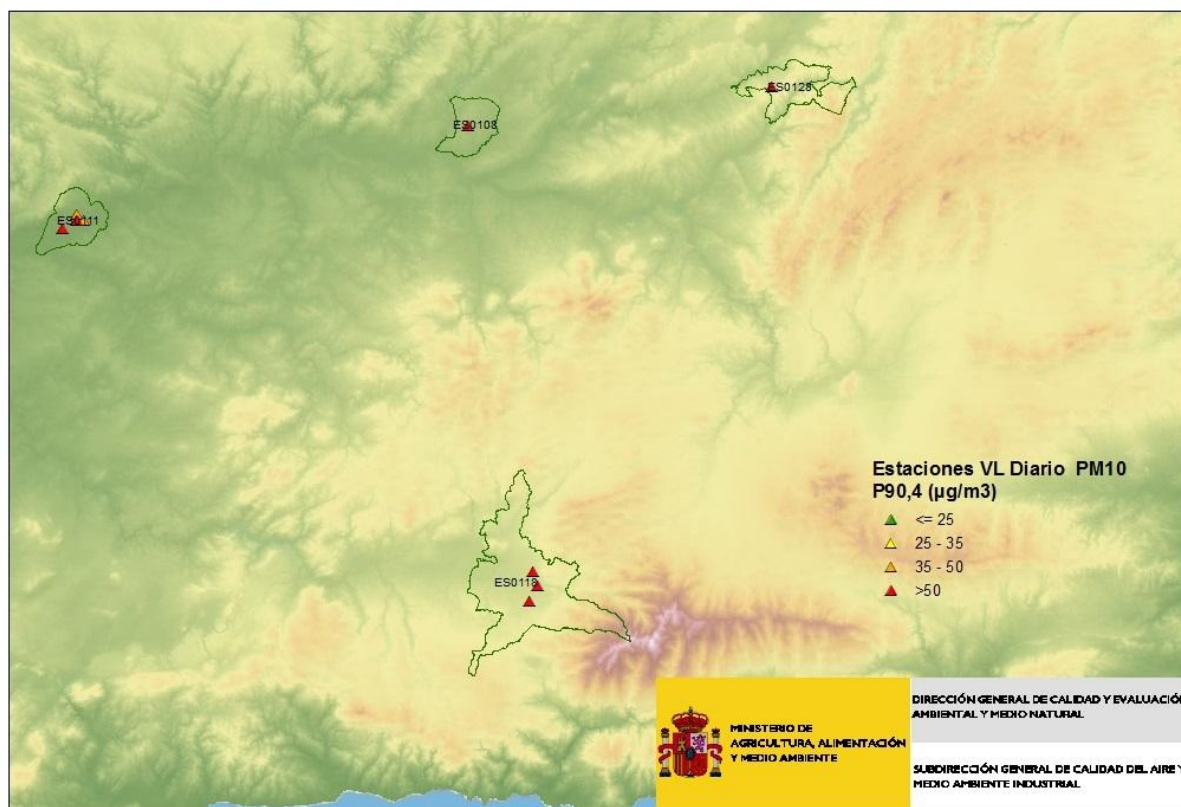 ES0128
ES0108
ES0111
Estaciones VL Diario PM10
P90,4 (µg/m3)
<= 25
25 - 35
35 - 50
>50
ES0118
MINISTERIO DE
AGRICULTURA, ALIMENTACIÓN
Y MEDIO AMBIENTE
DIRECCIÓN GENERAL DE CALIDAD Y EVALUACIÓN
AMBIENTAL Y MEDIO NATURAL
SUBDIRECCIÓN GENERAL DE CALIDAD DEL AIRE Y
MEDIO AMBIENTE INDUSTRIAL